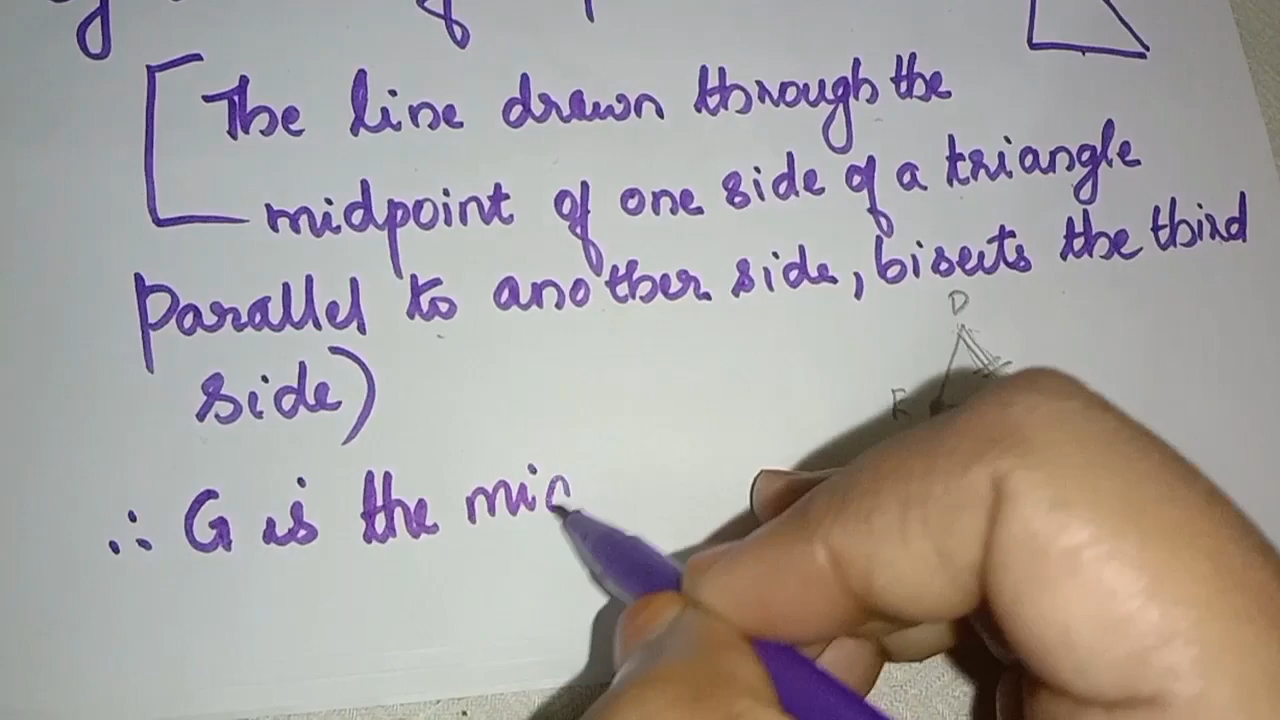 [The line drawn through the
midpoint of one side of a triangle
parallel to another side, bisects the third
side)
∴ G is the mid
D
E